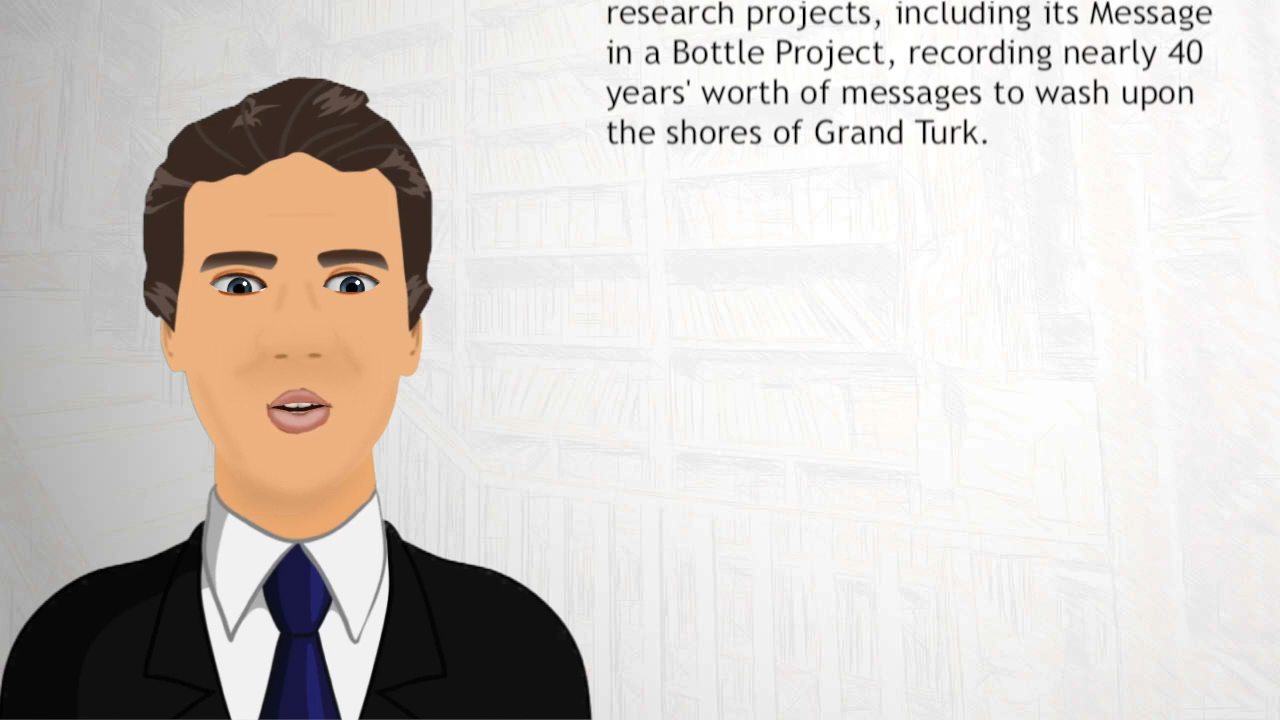 research projects, including its Message
in a Bottle Project, recording nearly 40
years' worth of messages to wash upon
the shores of Grand Turk.